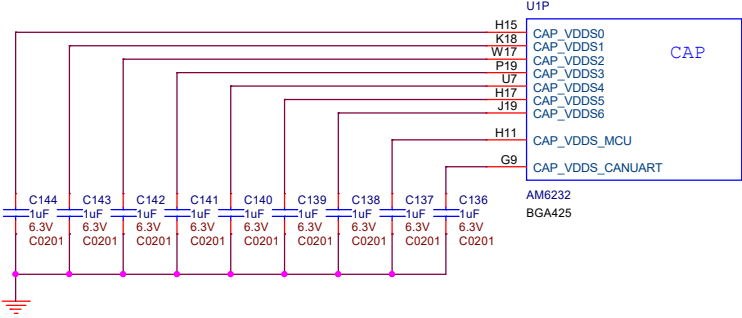 U1P
H15 CAP_VDDS0
K18 CAP_VDDS1
W17 CAP_VDDS2
P19 CAP_VDDS3
U7 CAP_VDDS4
H17 CAP_VDDS5
J19 CAP_VDDS6
CAP
H11 CAP_VDDS_MCU
G9 CAP_VDDS_CANUART
AM6232
BGA425
C144 C143 C142 C141 C140 C139 C138 C137 C136
1uF 1uF 1uF 1uF 1uF 1uF 1uF 1uF 1uF
6.3V 6.3V 6.3V 6.3V 6.3V 6.3V 6.3V 6.3V 6.3V
C0201 C0201 C0201 C0201 C0201 C0201 C0201 C0201 C0201